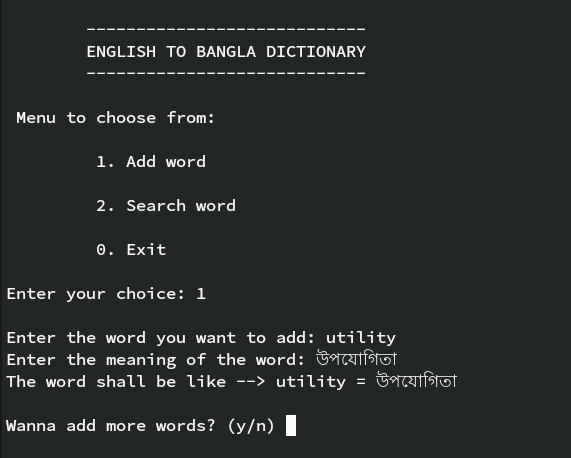 ----------------------------
ENGLISH TO BANGLA DICTIONARY
----------------------------
Menu to choose from:
1. Add word
2. Search word
0. Exit
Enter your choice: 1
Enter the word you want to add: utility
Enter the meaning of the word: উপযোগিতা
The word shall be like --> utility = উপযোগিতা
Wanna add more words? (y/n)